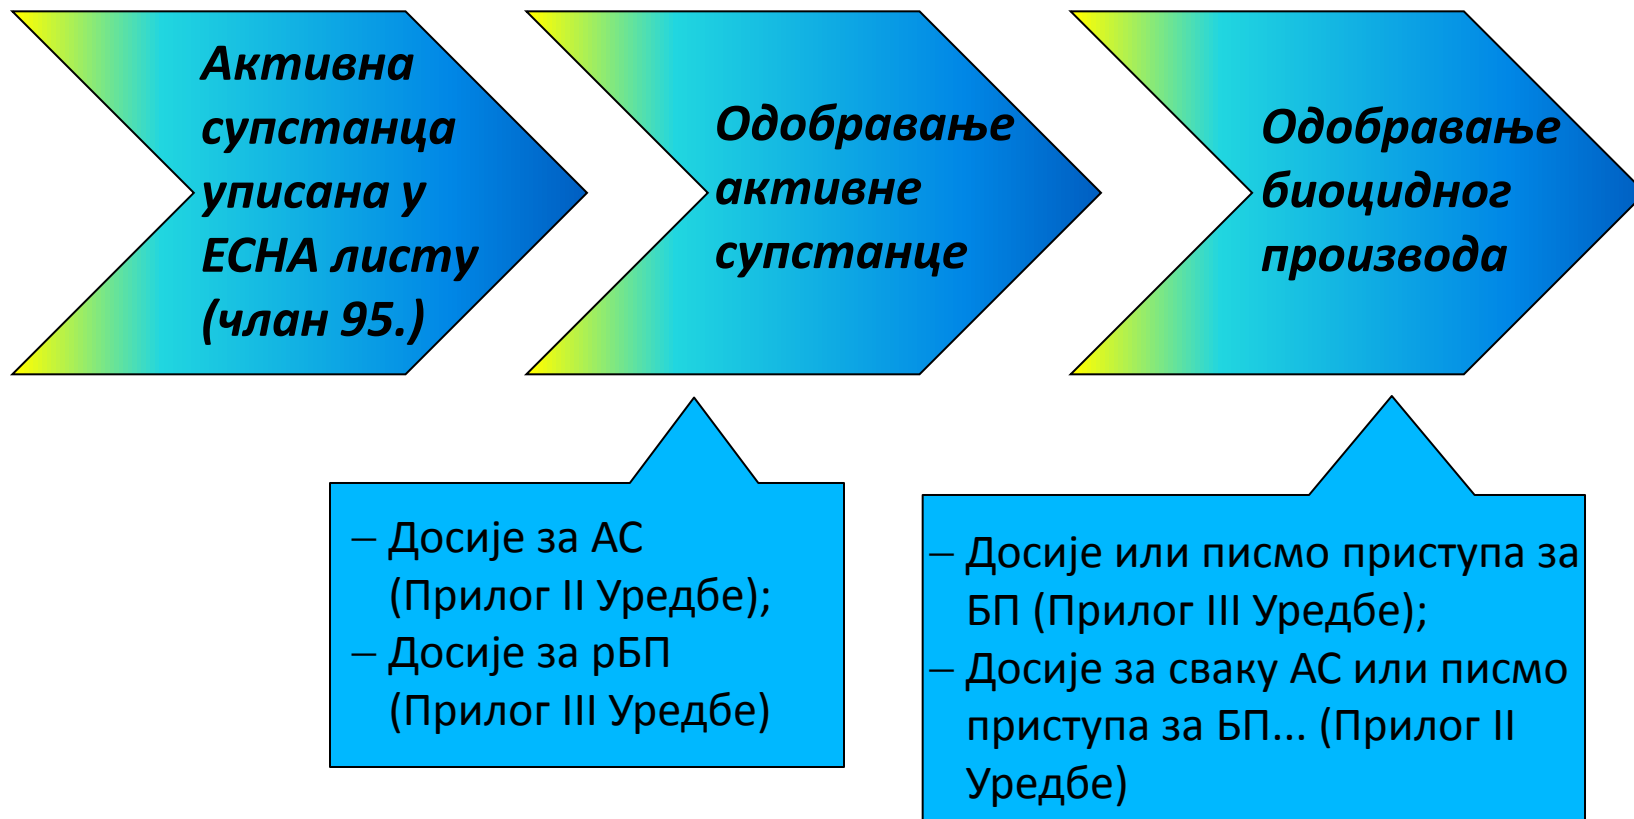 Активна
супстанца
уписана у
ECHA листу
(члан 95.)
Одобравање
активне
супстанце
Одобравање
биоцидног
производа
– Досије за АС
(Прилог II Уредбе);
– Досије за рБП
(Прилог III Уредбе)
– Досије или писмо приступа за
БП (Прилог III Уредбе);
– Досије за сваку АС или писмо
приступа за БП... (Прилог II
Уредбе)